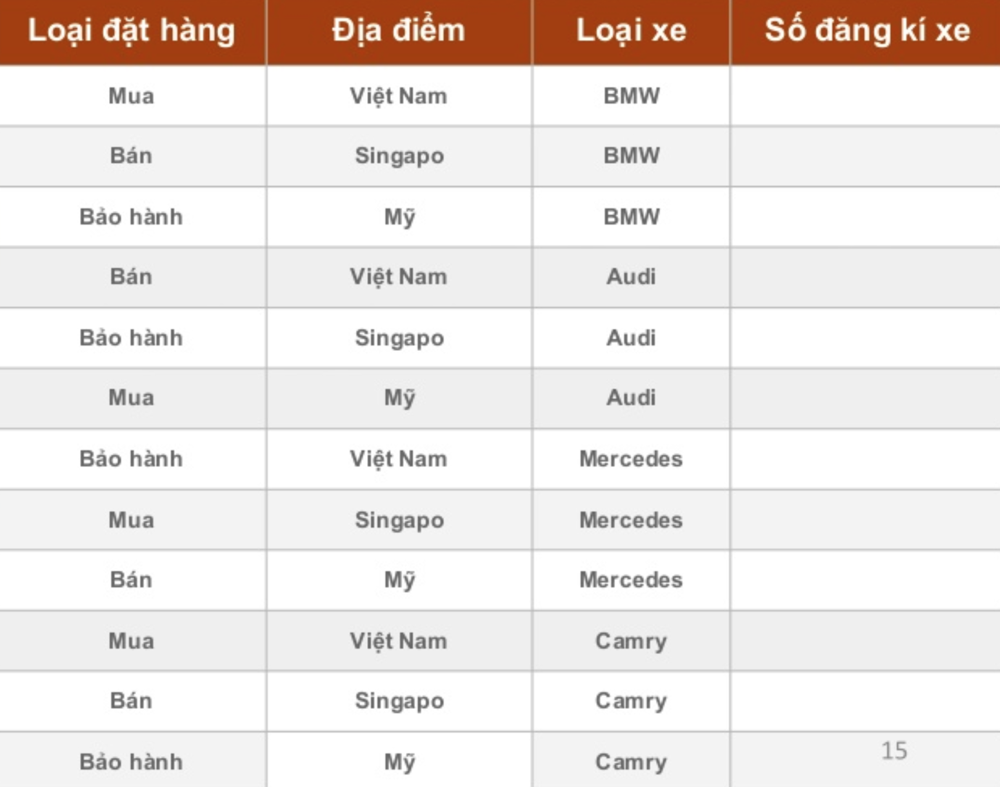 Loại đặt hàng Địa điểm Loại xe Số đăng kí xe
Mua Việt Nam BMW
Bán Singapo BMW
Bảo hành Mỹ BMW
Bán Việt Nam Audi
Bảo hành Singapo Audi
Mua Mỹ Audi
Bảo hành Việt Nam Mercedes
Mua Singapo Mercedes
Bán Mỹ Mercedes
Mua Việt Nam Camry
Bán Singapo Camry
Bảo hành Mỹ Camry 15